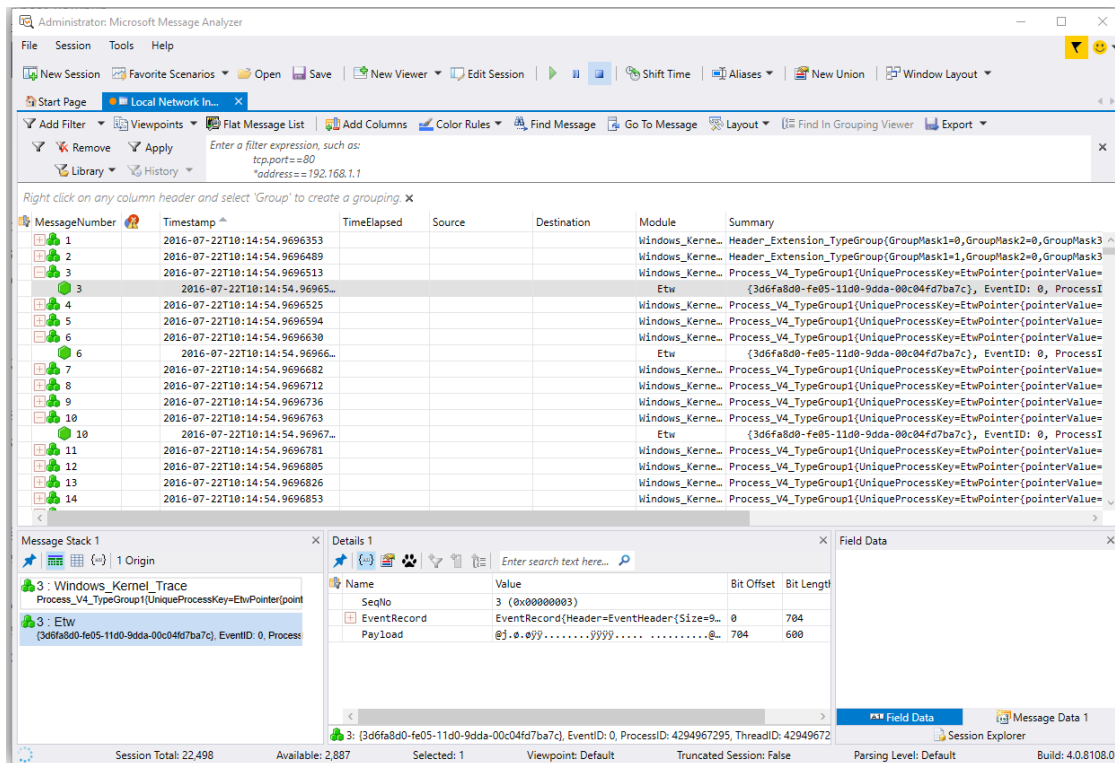 Administrator: Microsoft Message Analyzer
File Session Tools Help
New Session Favorite Scenarios Open Save New Viewer Edit Session Shift Time Aliases New Union Window Layout
Start Page Local Network In...
Add Filter Viewpoints Flat Message List Add Columns Color Rules Find Message Go To Message Layout Find In Grouping Viewer Export
Remove Apply Enter a filter expression, such as:
tcp.port==80
Library History *address==192.168.1.1
Right click on any column header and select 'Group' to create a grouping.
MessageNumber Timestamp TimeElapsed Source Destination Module Summary
1 2016-07-22T10:14:54.9696353 Windows_Kerne... Header_Extension_TypeGroup{GroupMask1=0,GroupMask2=0,GroupMask3
2 2016-07-22T10:14:54.9696489 Windows_Kerne... Header_Extension_TypeGroup{GroupMask1=1,GroupMask2=0,GroupMask3
3 2016-07-22T10:14:54.9696513 Windows_Kerne... Process_V4_TypeGroup1{UniqueProcessKey=EtwPointer{pointerValue=
3 2016-07-22T10:14:54.96965... Etw {3d6fa8d0-fe05-11d0-9dda-00c04fd7ba7c}, EventID: 0, ProcessI
4 2016-07-22T10:14:54.9696525 Windows_Kerne... Process_V4_TypeGroup1{UniqueProcessKey=EtwPointer{pointerValue=
5 2016-07-22T10:14:54.9696594 Windows_Kerne... Process_V4_TypeGroup1{UniqueProcessKey=EtwPointer{pointerValue=
6 2016-07-22T10:14:54.9696630 Windows_Kerne... Process_V4_TypeGroup1{UniqueProcessKey=EtwPointer{pointerValue=
6 2016-07-22T10:14:54.96966... Etw {3d6fa8d0-fe05-11d0-9dda-00c04fd7ba7c}, EventID: 0, ProcessI
7 2016-07-22T10:14:54.9696682 Windows_Kerne... Process_V4_TypeGroup1{UniqueProcessKey=EtwPointer{pointerValue=
8 2016-07-22T10:14:54.9696712 Windows_Kerne... Process_V4_TypeGroup1{UniqueProcessKey=EtwPointer{pointerValue=
9 2016-07-22T10:14:54.9696736 Windows_Kerne... Process_V4_TypeGroup1{UniqueProcessKey=EtwPointer{pointerValue=
10 2016-07-22T10:14:54.9696763 Windows_Kerne... Process_V4_TypeGroup1{UniqueProcessKey=EtwPointer{pointerValue=
10 2016-07-22T10:14:54.96967... Etw {3d6fa8d0-fe05-11d0-9dda-00c04fd7ba7c}, EventID: 0, ProcessI
11 2016-07-22T10:14:54.9696781 Windows_Kerne... Process_V4_TypeGroup1{UniqueProcessKey=EtwPointer{pointerValue=
12 2016-07-22T10:14:54.9696805 Windows_Kerne... Process_V4_TypeGroup1{UniqueProcessKey=EtwPointer{pointerValue=
13 2016-07-22T10:14:54.9696826 Windows_Kerne... Process_V4_TypeGroup1{UniqueProcessKey=EtwPointer{pointerValue=
14 2016-07-22T10:14:54.9696853 Windows_Kerne... Process_V4_TypeGroup1{UniqueProcessKey=EtwPointer{pointerValue=
Message Stack 1
1 Origin
3 : Windows_Kernel_Trace
Process_V4_TypeGroup1{UniqueProcessKey=EtwPointer{point
3 : Etw
{3d6fa8d0-fe05-11d0-9dda-00c04fd7ba7c}, EventID: 0, Process
Details 1
Enter search text here...
Name Value Bit Offset Bit Length
SeqNo 3 (0x00000003)
EventRecord EventRecord{Header=EventHeader{Size=9... 0 704
Payload @j.ø.øÿÿ........ÿÿÿÿ..... ..........@... 704 600
3: {3d6fa8d0-fe05-11d0-9dda-00c04fd7ba7c}, EventID: 0, ProcessID: 4294967295, ThreadID: 42949672
Field Data
Field Data Message Data 1
Session Explorer
Session Total: 22,498 Available: 2,887 Selected: 1 Viewpoint: Default Truncated Session: False Parsing Level: Default Build: 4.0.8108.0